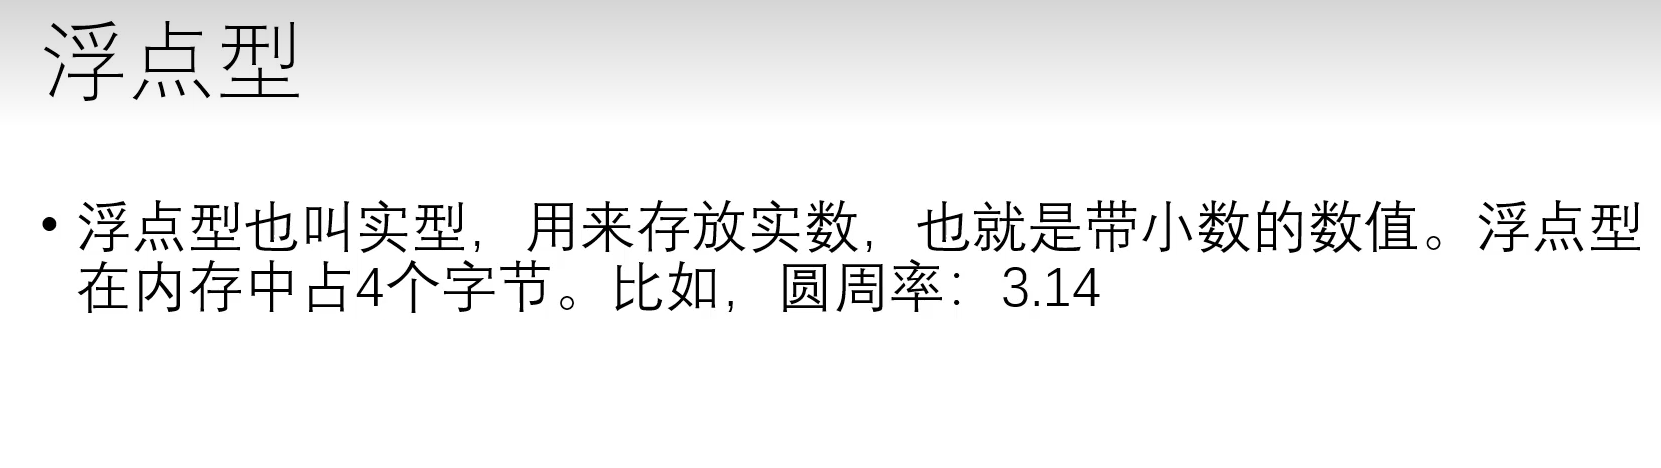 浮点型
• 浮点型也叫实型，用来存放实数，也就是带小数的数值。浮点型
在内存中占4个字节。比如，圆周率：3.14